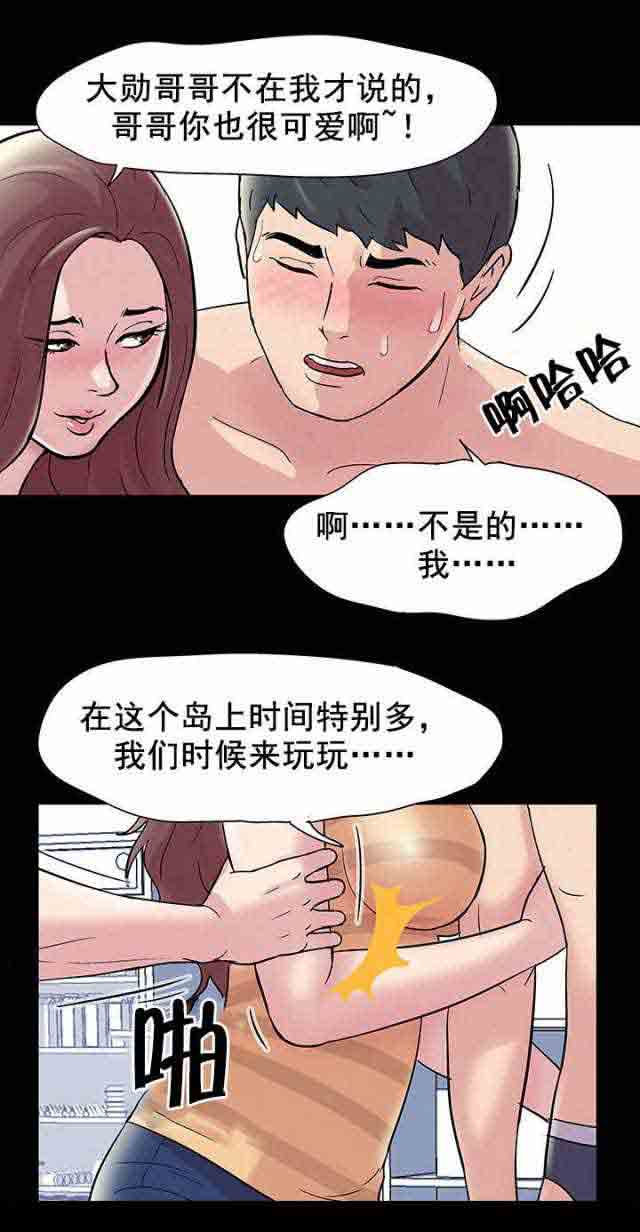 大勋哥哥不在我才说的，
哥哥你也很可爱啊~！
啊哈哈
啊……不是的……
我……
在这个岛上时间特别多，
我们时候来玩玩……
啪